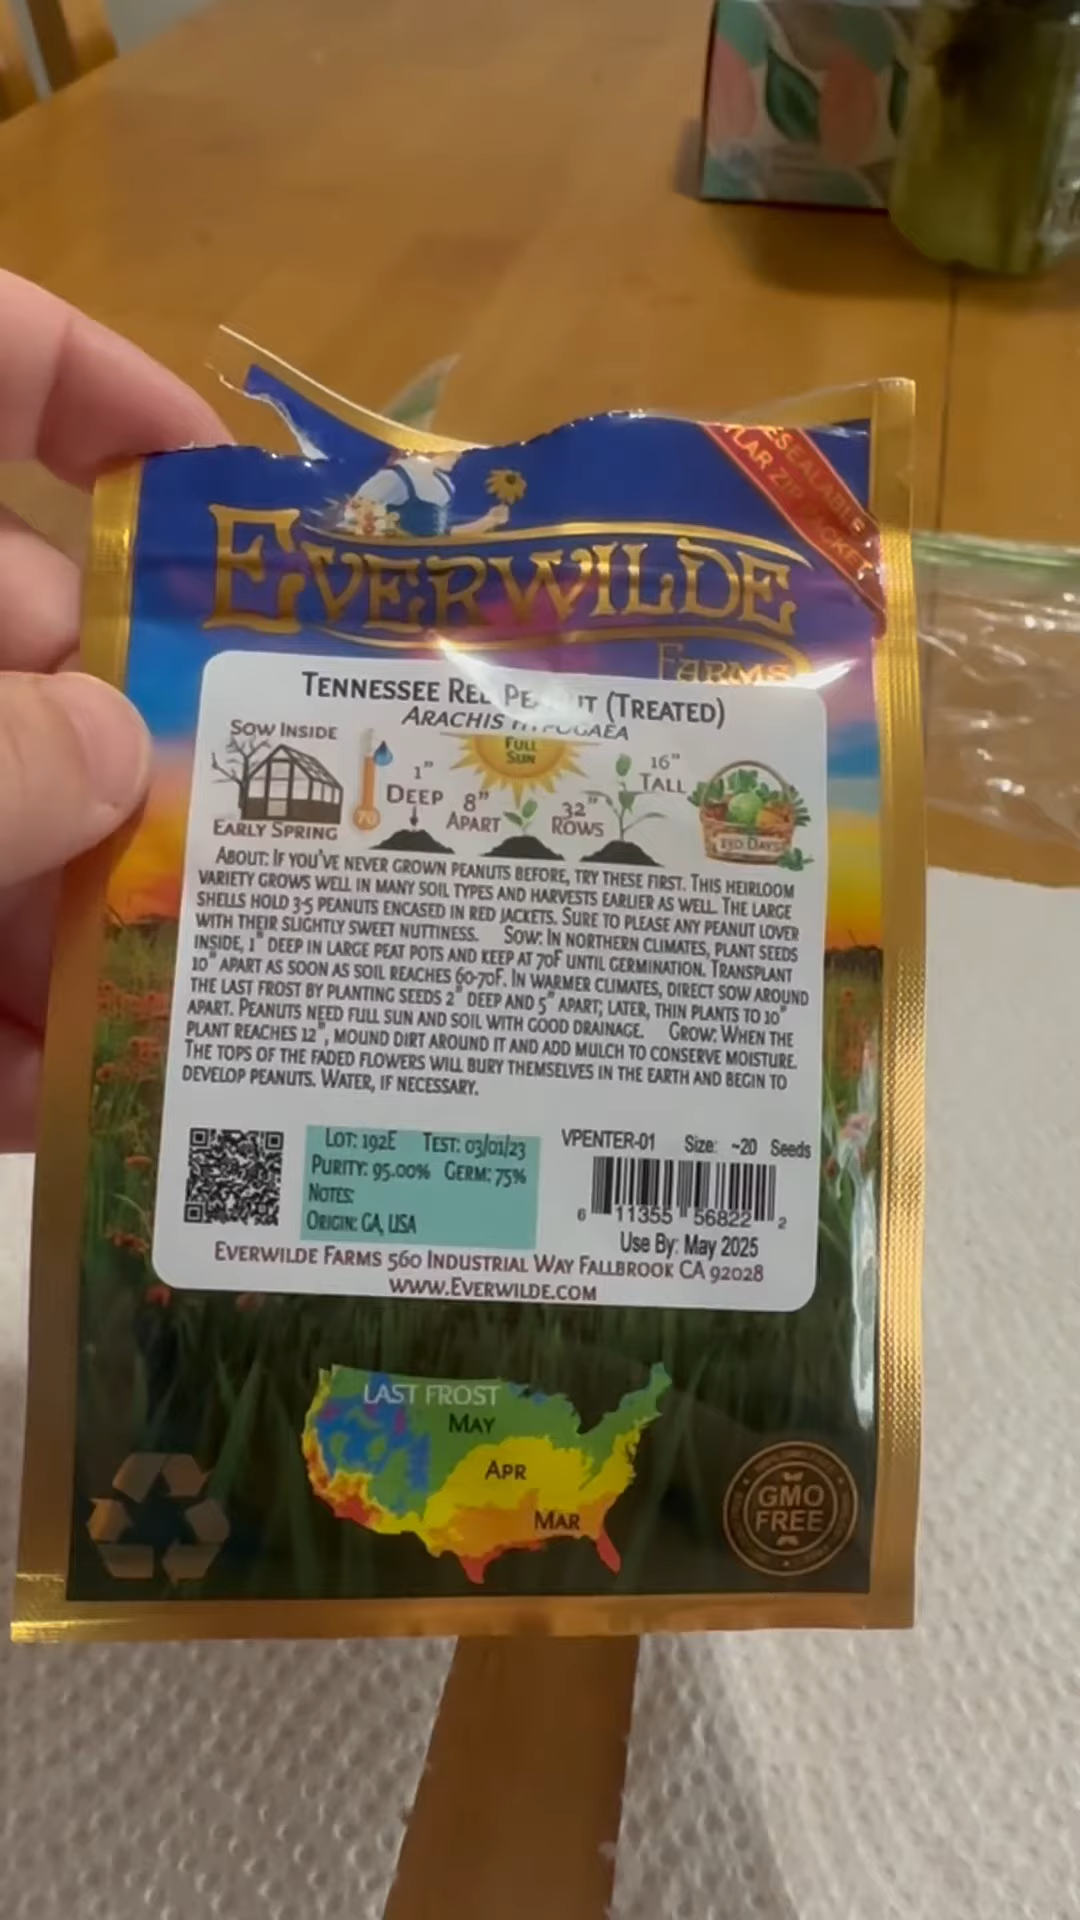 RESEALABLE
MYLAR ZIP POCKET
EVERWILDE
FARMS
TENNESSEE RED PEANUT (TREATED)
ARACHIS HYPOGAEA
SOW INSIDE
EARLY SPRING
70
1"
DEEP
8"
APART
FULL
SUN
32"
ROWS
16"
TALL
110 DAYS
ABOUT: IF YOU'VE NEVER GROWN PEANUTS BEFORE, TRY THESE FIRST. THIS HEIRLOOM
VARIETY GROWS WELL IN MANY SOIL TYPES AND HARVESTS EARLIER AS WELL. THE LARGE
SHELLS HOLD 3-5 PEANUTS ENCASED IN RED JACKETS. SURE TO PLEASE ANY PEANUT LOVER
WITH THEIR SLIGHTLY SWEET NUTTINESS. SOW: IN NORTHERN CLIMATES, PLANT SEEDS
INSIDE, 1" DEEP IN LARGE PEAT POTS AND KEEP AT 70F UNTIL GERMINATION. TRANSPLANT
10" APART AS SOON AS SOIL REACHES 60-70F. IN WARMER CLIMATES, DIRECT SOW AROUND
THE LAST FROST BY PLANTING SEEDS 2" DEEP AND 5" APART; LATER, THIN PLANTS TO 10"
APART. PEANUTS NEED FULL SUN AND SOIL WITH GOOD DRAINAGE. GROW: WHEN THE
PLANT REACHES 12", MOUND DIRT AROUND IT AND ADD MULCH TO CONSERVE MOISTURE.
THE TOPS OF THE FADED FLOWERS WILL BURY THEMSELVES IN THE EARTH AND BEGIN TO
DEVELOP PEANUTS. WATER, IF NECESSARY.
LOT: 192E TEST: 03/01/23
PURITY: 95.00% GERM: 75%
NOTES:
ORIGIN: GA, USA
VPENTER-01 Size: ~20 Seeds
6 11355 56822 2
Use By: May 2025
EVERWILDE FARMS 560 INDUSTRIAL WAY FALLBROOK CA 92028
WWW.EVERWILDE.COM
LAST FROST
MAY
APR
MAR
GMO
FREE